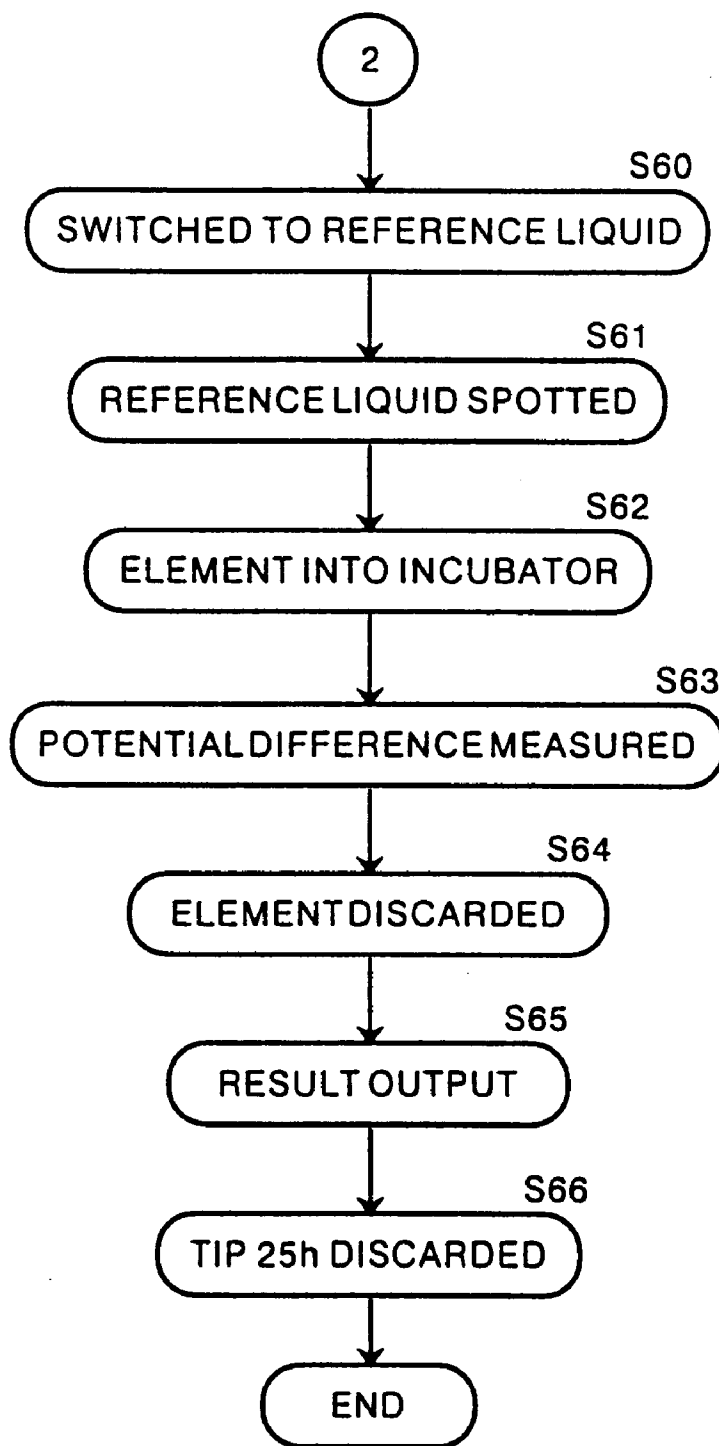 2
S60
SWITCHED TO REFERENCE LIQUID
S61
REFERENCE LIQUID SPOTTED
S62
ELEMENT INTO INCUBATOR
S63
POTENTIAL DIFFERENCE MEASURED
S64
ELEMENT DISCARDED
S65
RESULT OUTPUT
S66
TIP 25h DISCARDED
END